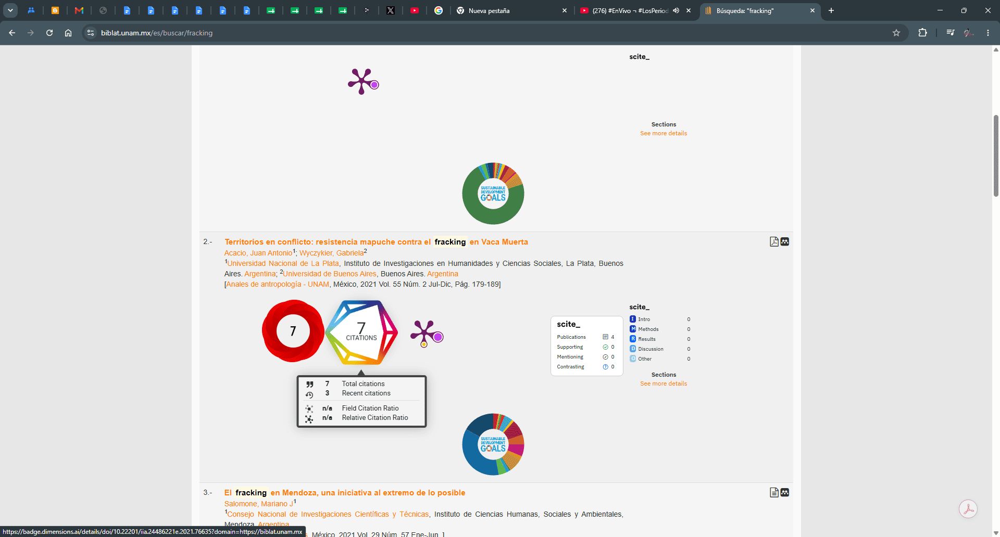 Nueva pestaña
(276) #EnVivo ¬ #LosPeriod
Búsqueda: "fracking"
biblat.unam.mx/es/buscar/fracking
scite_
Sections
See more details
SUSTAINABLE
DEVELOPMENT
GOALS
2.- Territorios en conflicto: resistencia mapuche contra el fracking en Vaca Muerta
Acacio, Juan Antonio1; Wyczykier, Gabriela2
1Universidad Nacional de La Plata, Instituto de Investigaciones en Humanidades y Ciencias Sociales, La Plata, Buenos
Aires. Argentina; 2Universidad de Buenos Aires, Buenos Aires. Argentina
[Anales de antropología - UNAM, México, 2021 Vol. 55 Núm. 2 Jul-Dic, Pág. 179-189]
7
7
CITATIONS
7 Total citations
3 Recent citations
n/a Field Citation Ratio
n/a Relative Citation Ratio
scite_
Publications 4
Supporting 0
Mentioning 0
Contrasting 0
scite_
I Intro 0
M Methods 0
R Results 0
D Discussion 0
O Other 0
Sections
See more details
SUSTAINABLE
DEVELOPMENT
GOALS
3.- El fracking en Mendoza, una iniciativa al extremo de lo posible
Salomone, Mariano J1
1Consejo Nacional de Investigaciones Científicas y Técnicas, Instituto de Ciencias Humanas, Sociales y Ambientales,
Mendoza. Argentina
, México, 2021 Vol. 29 Núm. 57 Ene-Jun, ]
https://badge.dimensions.ai/details/doi/10.22201/iia.24486221e.2021.76635?domain=https://biblat.unam.mx